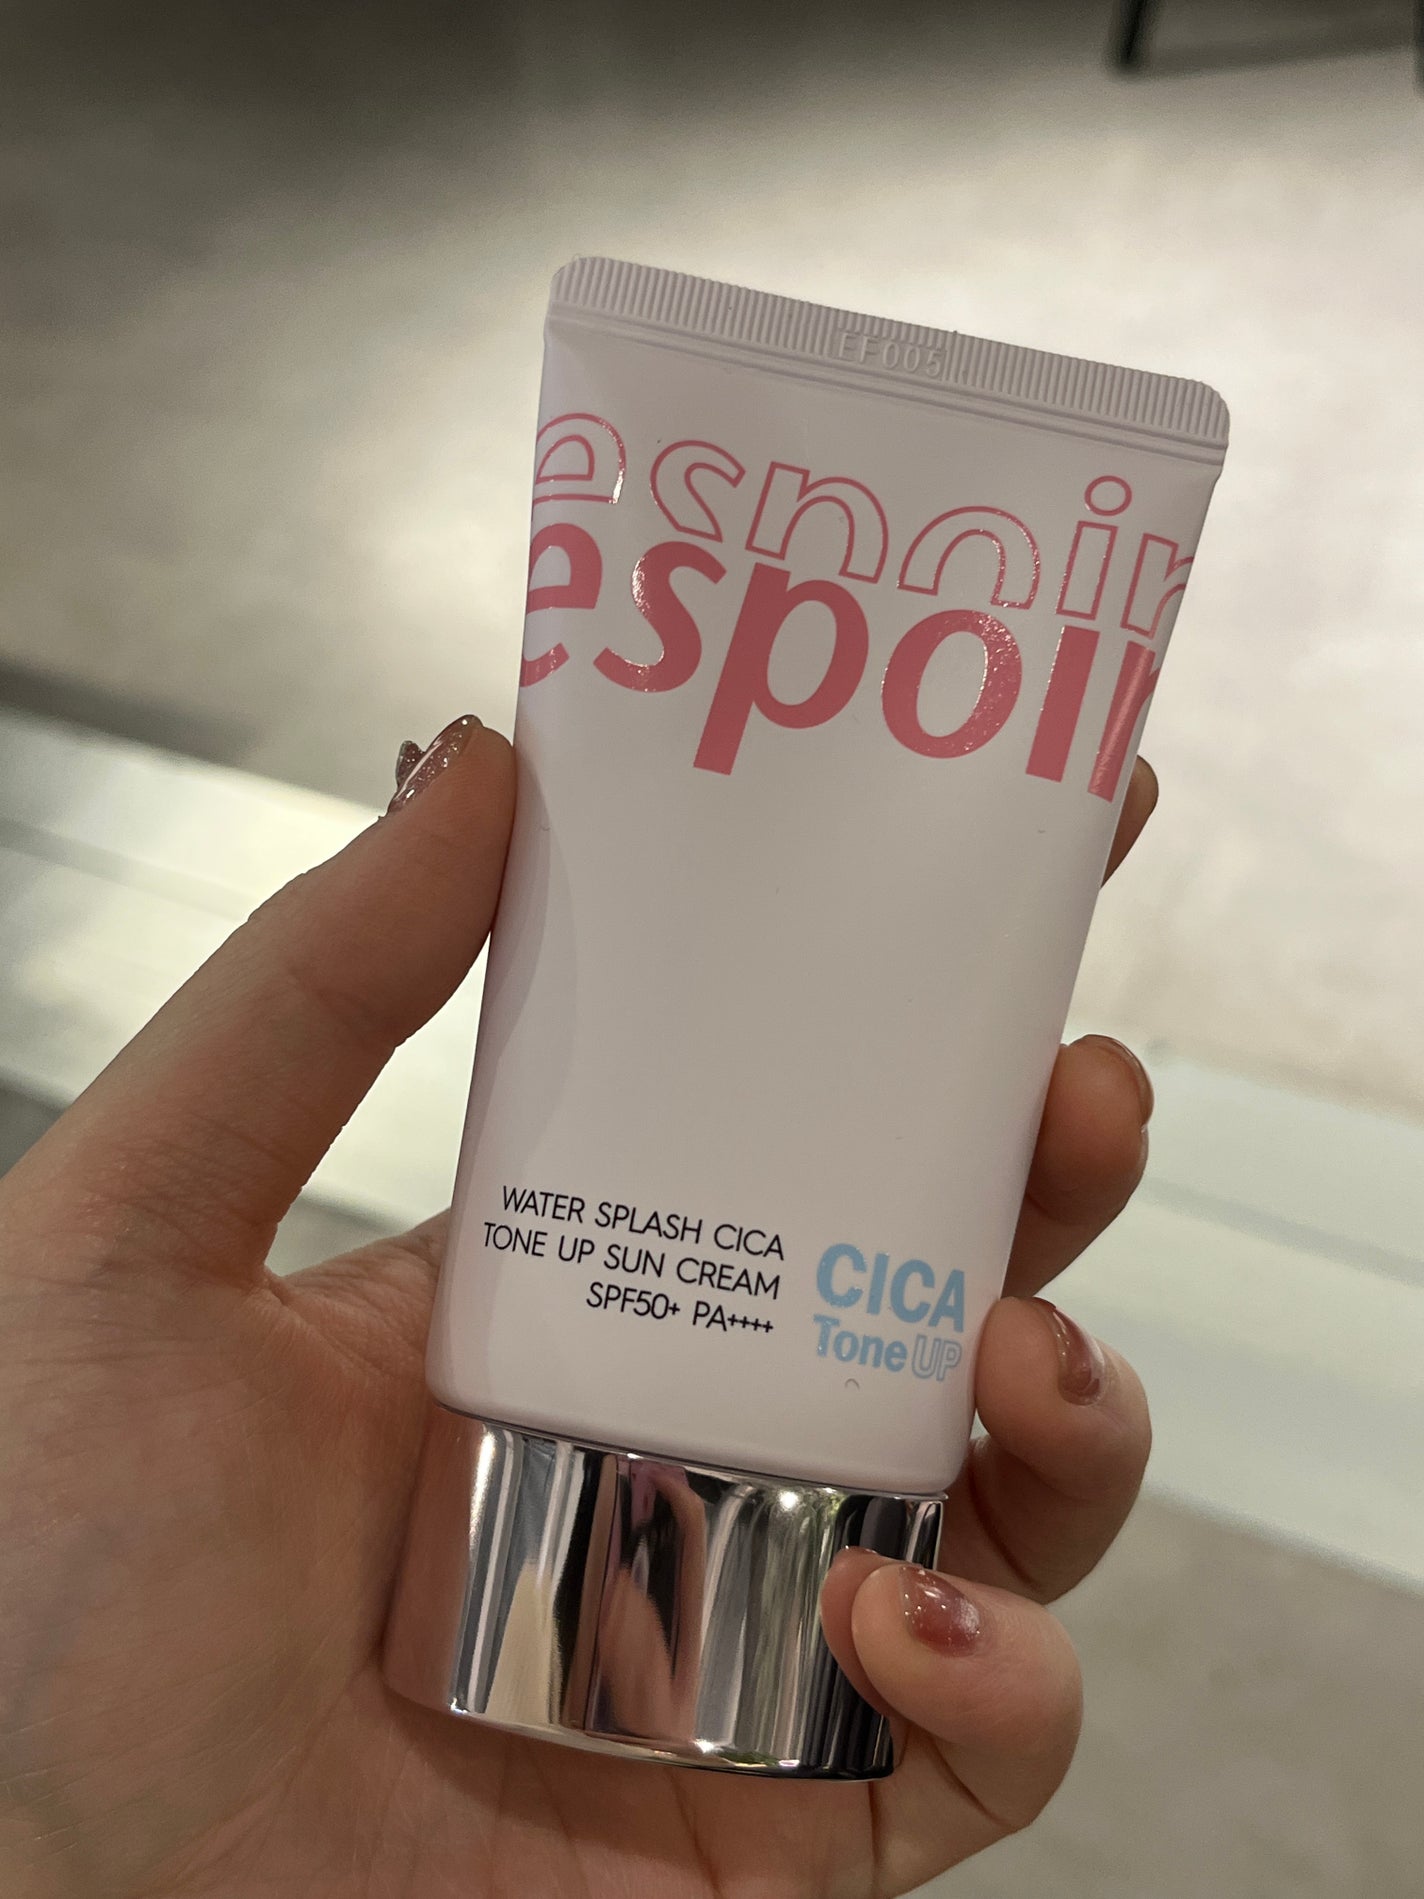 EF005
espoir
espoir
WATER SPLASH CICA
TONE UP SUN CREAM
SPF50+ PA++++
CICA
Tone UP